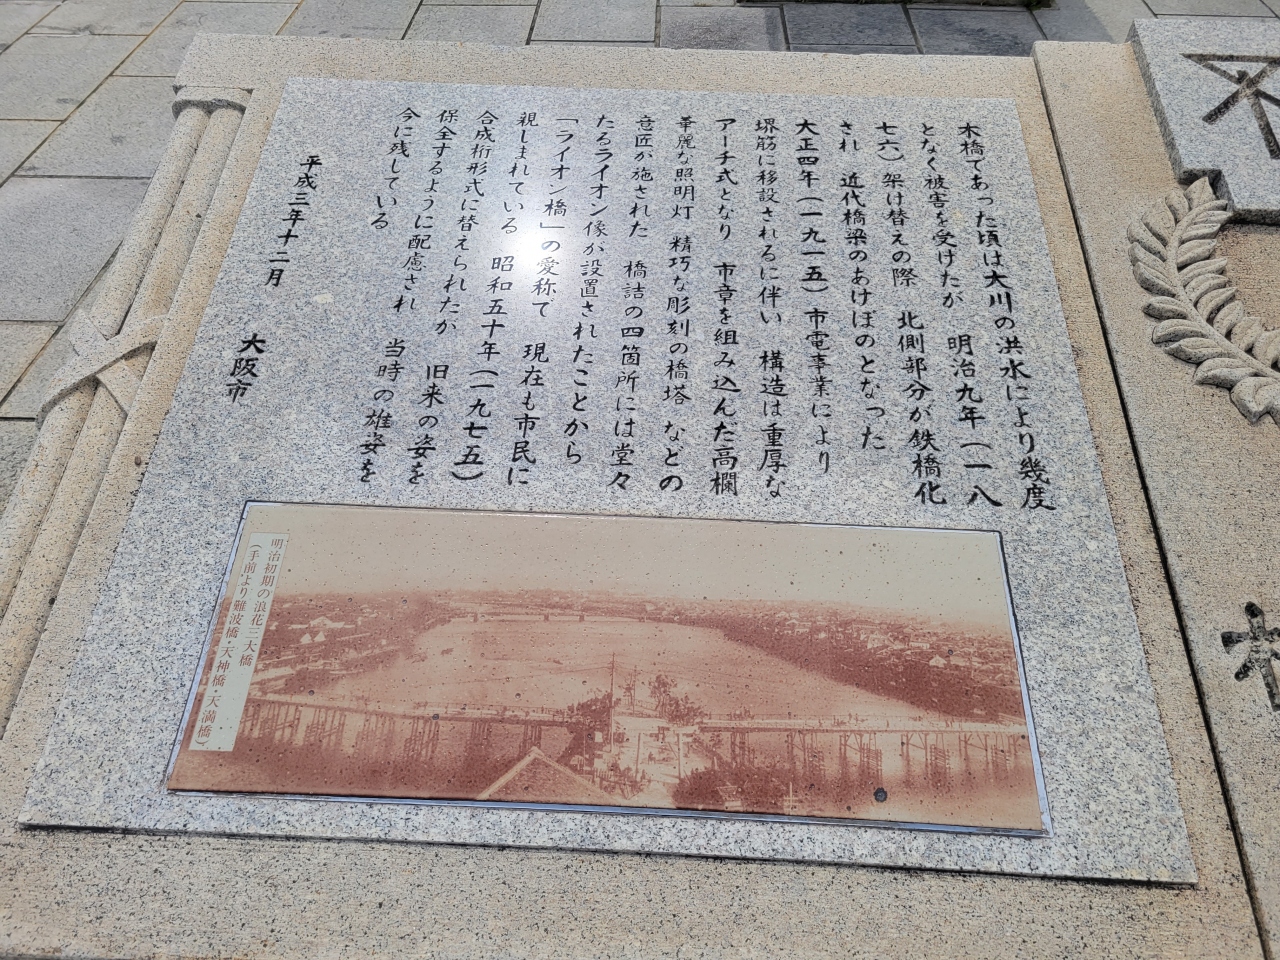 木橋であった頃は大川の洪水により幾度
となく被害を受けたが　明治九年（一八
七六）架け替えの際　北側部分が鉄橋化
され　近代橋梁のあけぼのとなった
大正四年（一九一五）市電事業により
堺筋に移設されるに伴い　構造は重厚な
アーチ式となり　市章を組み込んだ高欄
華麗な照明灯　精巧な彫刻の橋塔　などの
意匠が施された　橋詰の四箇所には堂々
たるライオン像が設置されたことから
「ライオン橋」の愛称で　現在も市民に
親しまれている　昭和五十年（一九七五）
合成桁形式に替えられたが　旧来の姿を
保全するように配慮され　当時の雄姿を
今に残している
平成三年十二月　大阪市
明治初期の浪花三大橋
（手前より難波橋・天神橋・天満橋）